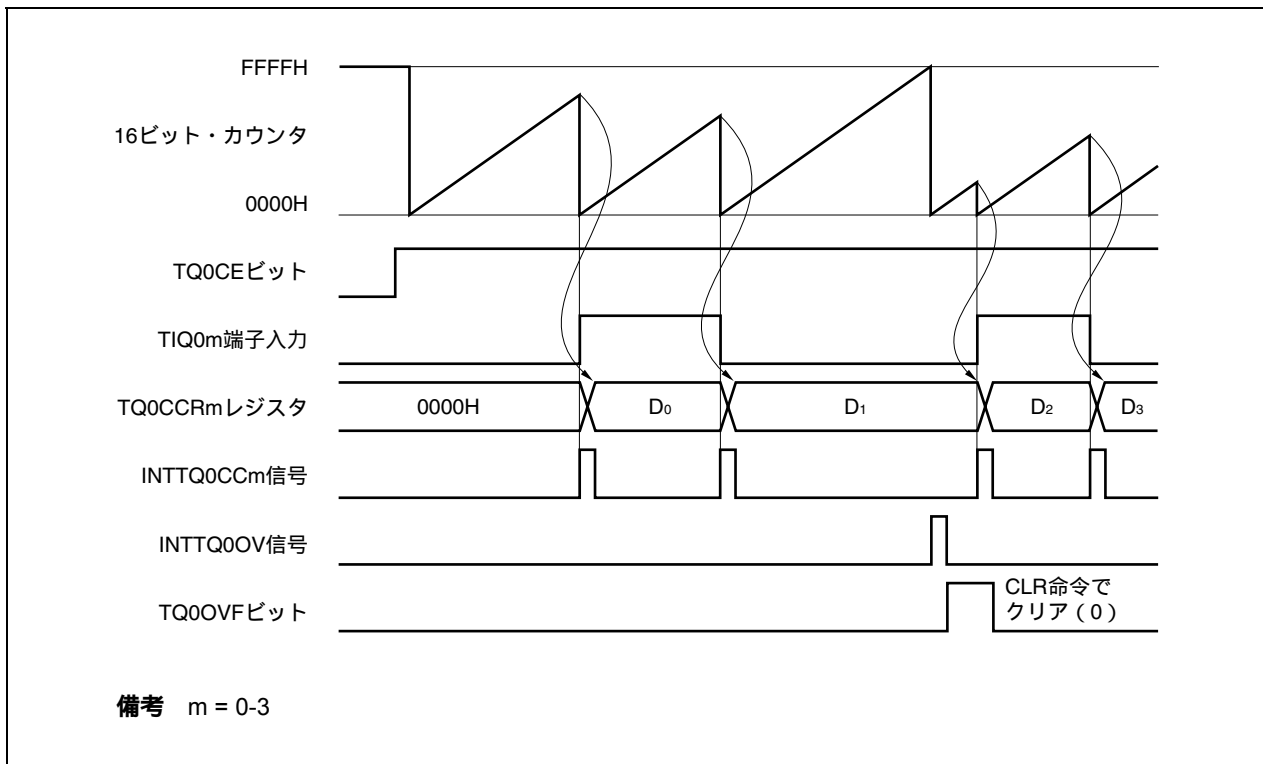 FFFFH
16ビット・カウンタ
0000H
TQ0CEビット
TIQ0m端子入力
TQ0CCRmレジスタ 0000H D0 D1 D2 D3
INTTQ0CCm信号
INTTQ0OV信号
TQ0OVFビット
CLR命令で
クリア（0）
備考 m = 0-3